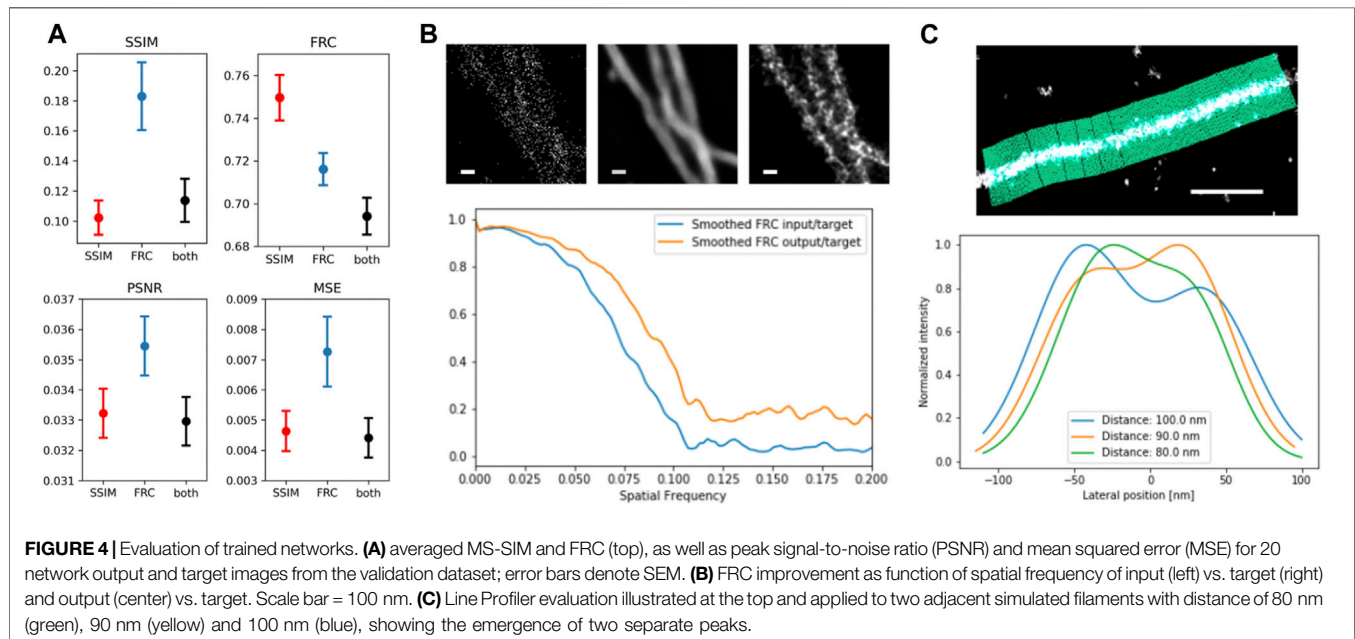 A
SSIM
0.20
0.18
0.16
0.14
0.12
0.10
SSIM FRC both
FRC
0.76
0.74
0.72
0.70
0.68
SSIM FRC both
PSNR
0.037
0.036
0.035
0.034
0.033
0.032
0.031
SSIM FRC both
MSE
0.009
0.008
0.007
0.006
0.005
0.004
0.003
SSIM FRC both
B
Smoothed FRC input/target
Smoothed FRC output/target
1.0
0.8
0.6
0.4
0.2
0.0
0.000 0.025 0.050 0.075 0.100 0.125 0.150 0.175 0.200
Spatial Frequency
C
Normalized intensity
1.0
0.8
0.6
0.4
0.2
0.0
Distance: 100.0 nm
Distance: 90.0 nm
Distance: 80.0 nm
−100 −50 0 50 100
Lateral position [nm]
FIGURE 4 | Evaluation of trained networks. (A) averaged MS-SIM and FRC (top), as well as peak signal-to-noise ratio (PSNR) and mean squared error (MSE) for 20
network output and target images from the validation dataset; error bars denote SEM. (B) FRC improvement as function of spatial frequency of input (left) vs. target (right)
and output (center) vs. target. Scale bar = 100 nm. (C) Line Profiler evaluation illustrated at the top and applied to two adjacent simulated filaments with distance of 80 nm
(green), 90 nm (yellow) and 100 nm (blue), showing the emergence of two separate peaks.